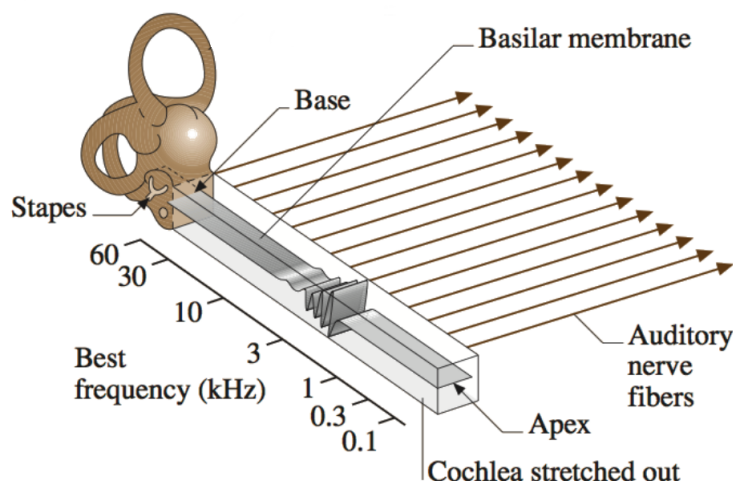 Basilar membrane
Base
Stapes
60
30
10
3
1
0.3
0.1
Best
frequency (kHz)
Auditory
nerve
fibers
Apex
Cochlea stretched out